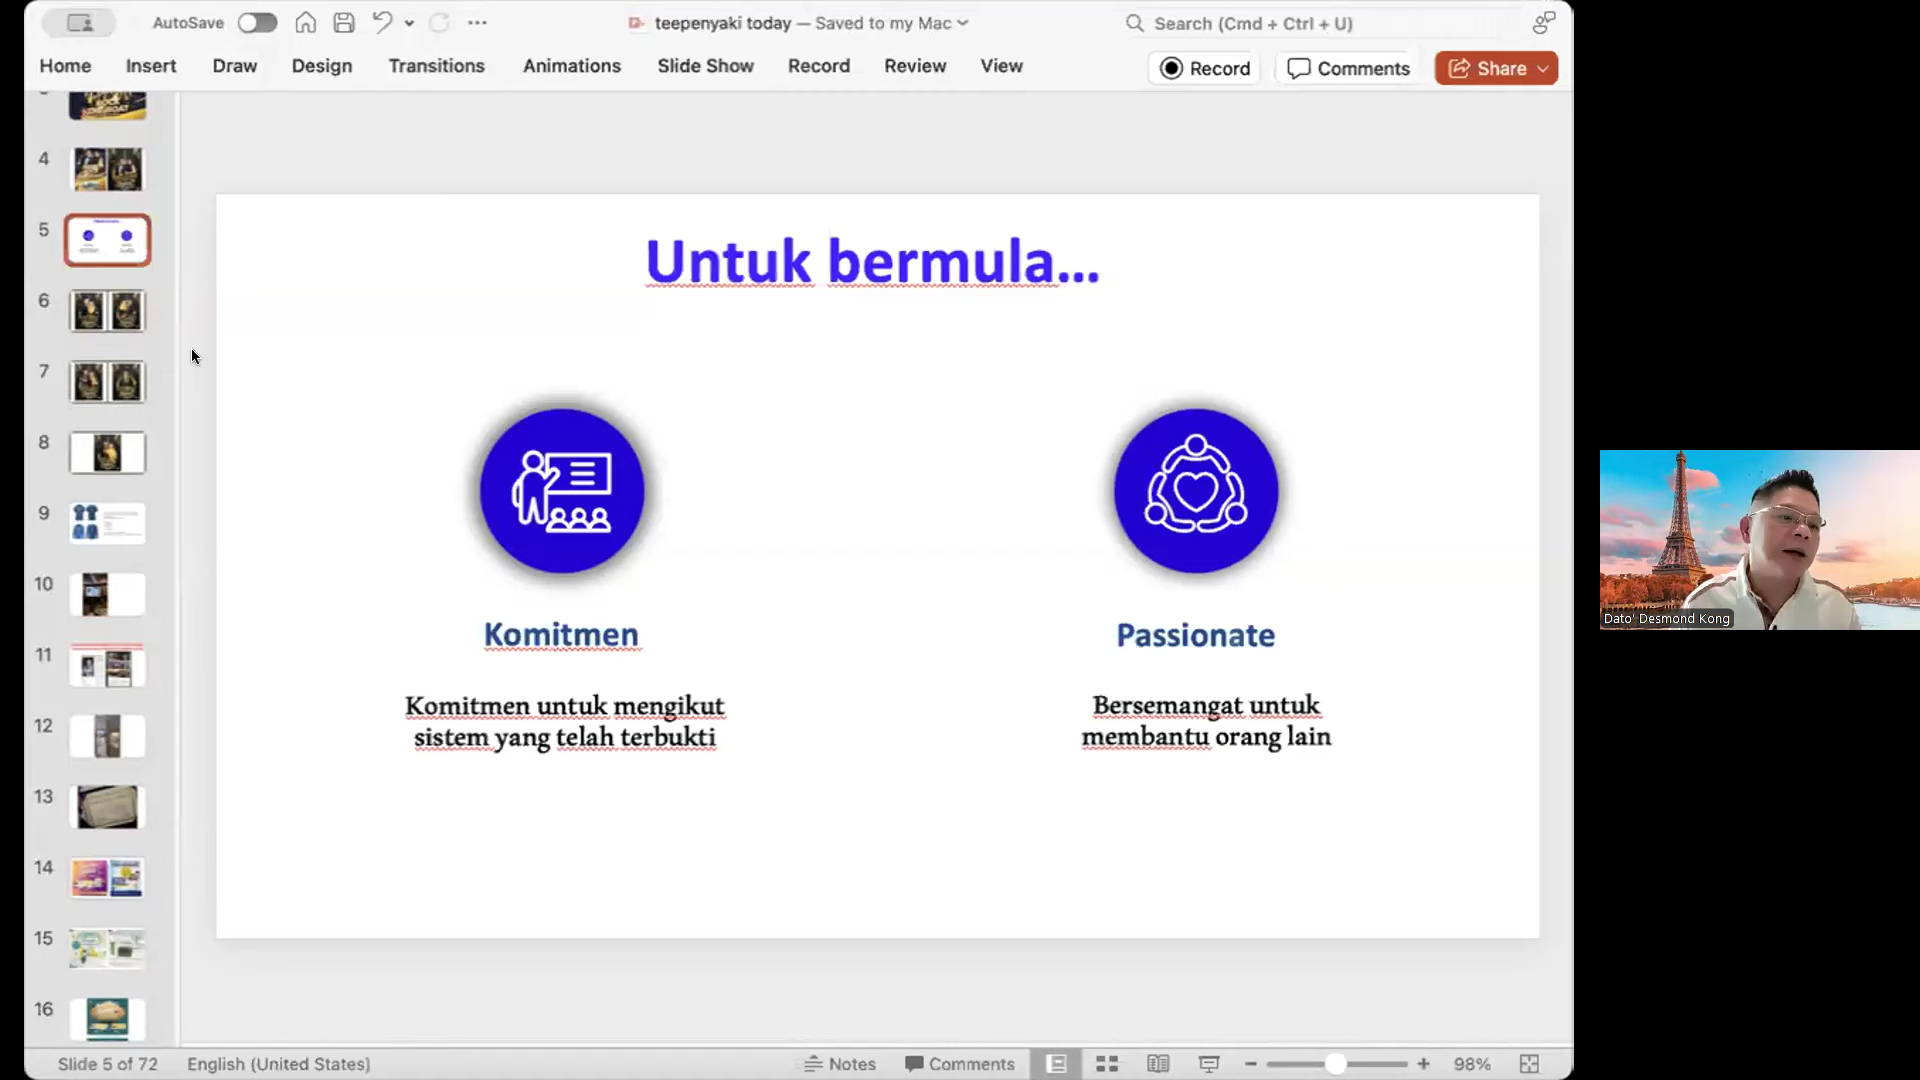 AutoSave
teepenyaki today — Saved to my Mac
Search (Cmd + Ctrl + U)
Home Insert Draw Design Transitions Animations Slide Show Record Review View
Record Comments Share
4
5
6
7
8
9
10
11
12
13
14
15
16
Untuk bermula...
Komitmen
Komitmen untuk mengikut
sistem yang telah terbukti
Passionate
Bersemangat untuk
membantu orang lain
Dato' Desmond Kong
Slide 5 of 72 English (United States) Notes Comments 98%